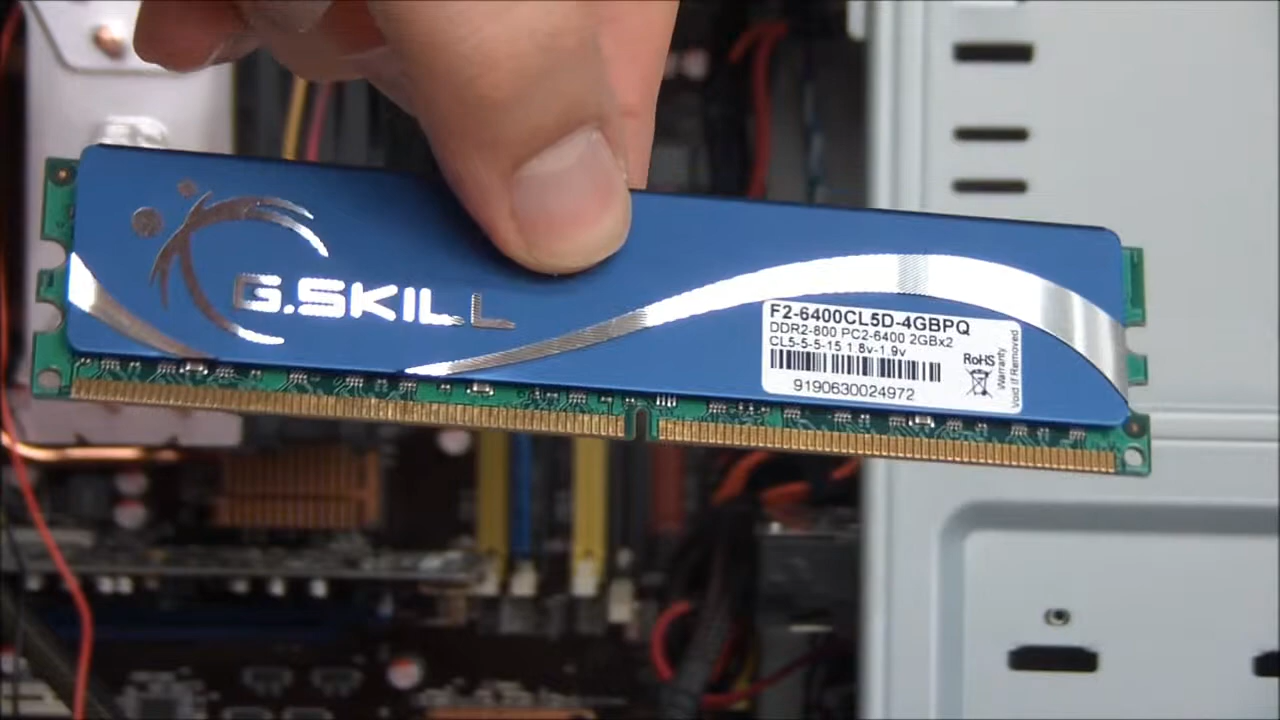 G.SKILL
F2-6400CL5D-4GBPQ
DDR2-800 PC2-6400 2GBx2
CL5-5-5-15 1.8v-1.9v
9190630024972
RoHS
Warranty
Void if Removed